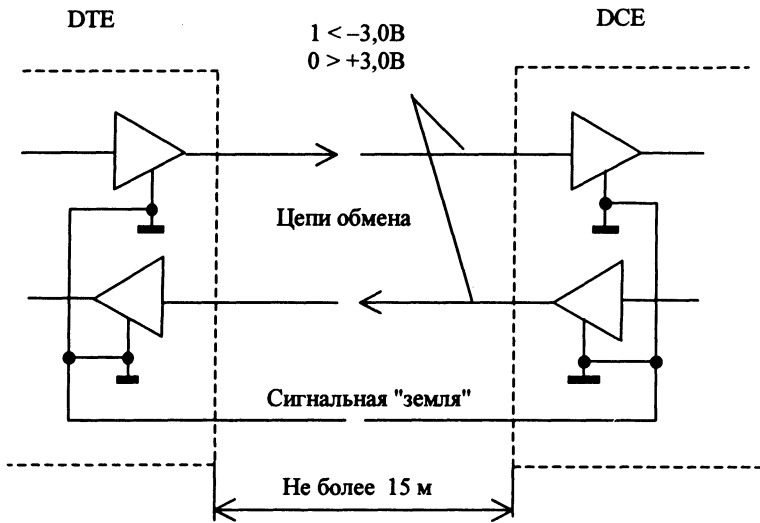 DTE
1 < –3,0В
0 > +3,0В
DCE
Цепи обмена
Сигнальная "земля"
Не более 15 м